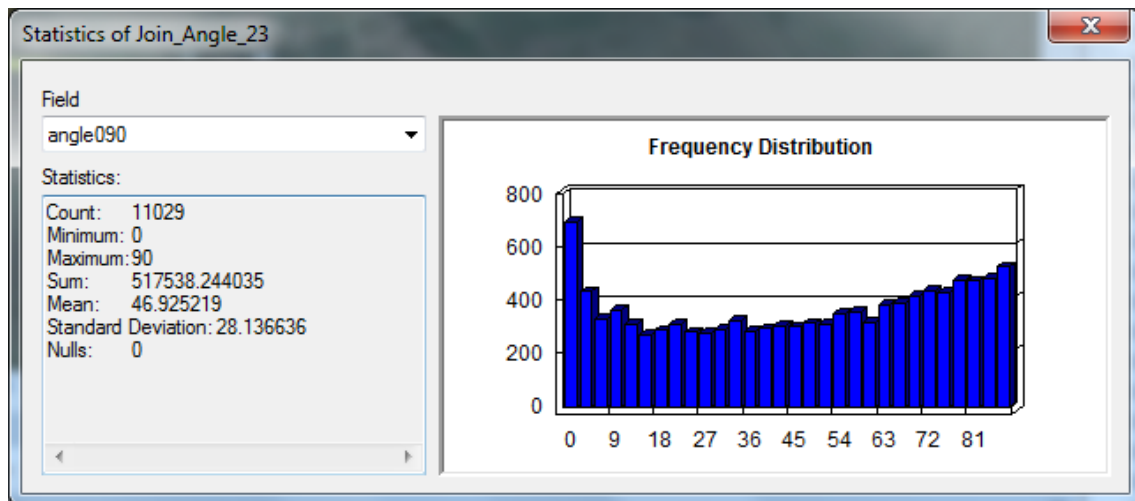 Statistics of Join_Angle_23
Field
angle090
Statistics:
Count: 11029
Minimum: 0
Maximum: 90
Sum: 517538.244035
Mean: 46.925219
Standard Deviation: 28.136636
Nulls: 0
Frequency Distribution
800
600
400
200
0
0 9 18 27 36 45 54 63 72 81